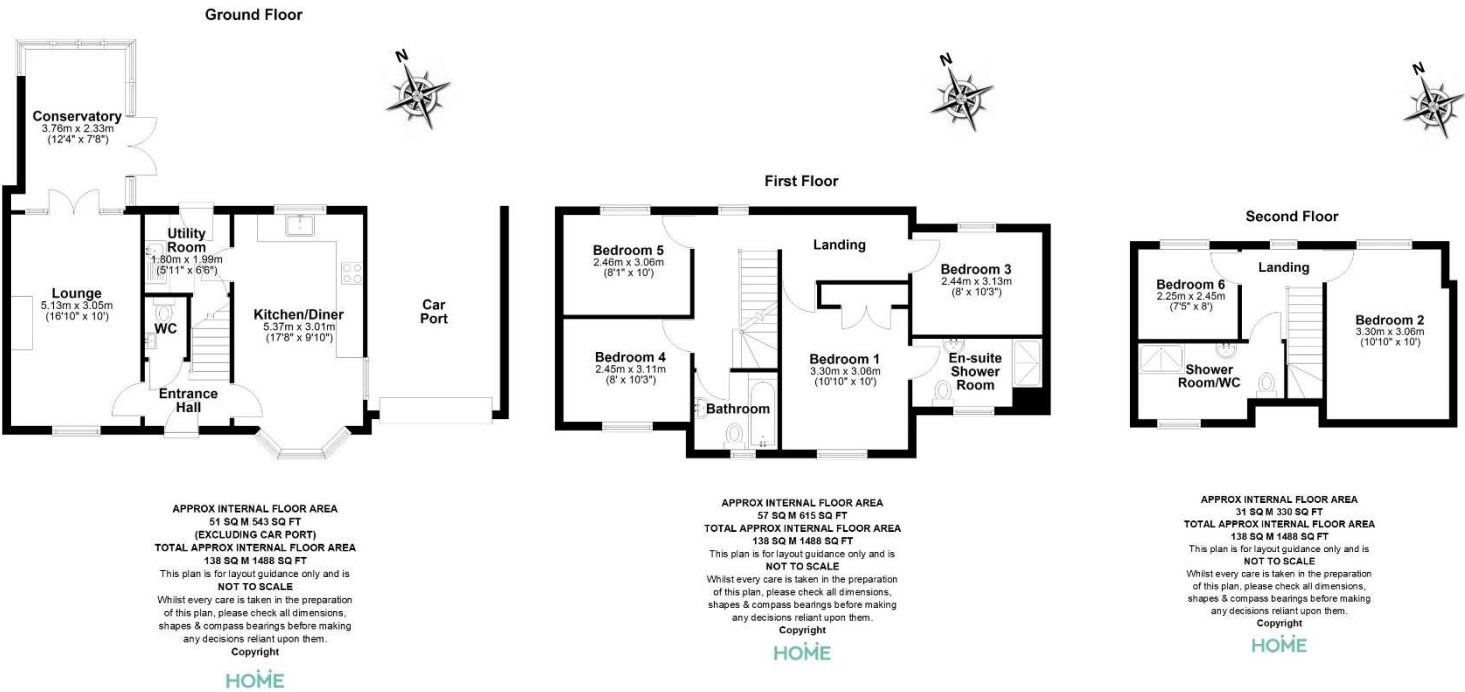 Ground Floor
N
Conservatory
3.76m x 2.33m
(12'4" x 7'8")
Utility
Room
1.80m x 1.99m
(5'11" x 6'6")
Lounge
5.13m x 3.05m
(16'10" x 10')
WC
Kitchen/Diner
5.37m x 3.01m
(17'8" x 9'10")
Car
Port
Entrance
Hall
APPROX INTERNAL FLOOR AREA
51 SQ M 543 SQ FT
(EXCLUDING CAR PORT)
TOTAL APPROX INTERNAL FLOOR AREA
138 SQ M 1488 SQ FT
This plan is for layout guidance only and is
NOT TO SCALE
Whilst every care is taken in the preparation
of this plan, please check all dimensions,
shapes & compass bearings before making
any decisions reliant upon them.
Copyright
HOME
N
First Floor
Bedroom 5
2.46m x 3.06m
(8'1" x 10')
Landing
Bedroom 3
2.44m x 3.13m
(8' x 10'3")
Bedroom 4
2.45m x 3.11m
(8' x 10'3")
Bedroom 1
3.30m x 3.06m
(10'10" x 10')
En-suite
Shower
Room
Bathroom
APPROX INTERNAL FLOOR AREA
57 SQ M 615 SQ FT
TOTAL APPROX INTERNAL FLOOR AREA
138 SQ M 1488 SQ FT
This plan is for layout guidance only and is
NOT TO SCALE
Whilst every care is taken in the preparation
of this plan, please check all dimensions,
shapes & compass bearings before making
any decisions reliant upon them.
Copyright
HOME
N
Second Floor
Bedroom 6
2.25m x 2.45m
(7'5" x 8')
Landing
Bedroom 2
3.30m x 3.06m
(10'10" x 10')
Shower
Room/WC
APPROX INTERNAL FLOOR AREA
31 SQ M 330 SQ FT
TOTAL APPROX INTERNAL FLOOR AREA
138 SQ M 1488 SQ FT
This plan is for layout guidance only and is
NOT TO SCALE
Whilst every care is taken in the preparation
of this plan, please check all dimensions,
shapes & compass bearings before making
any decisions reliant upon them.
Copyright
HOME